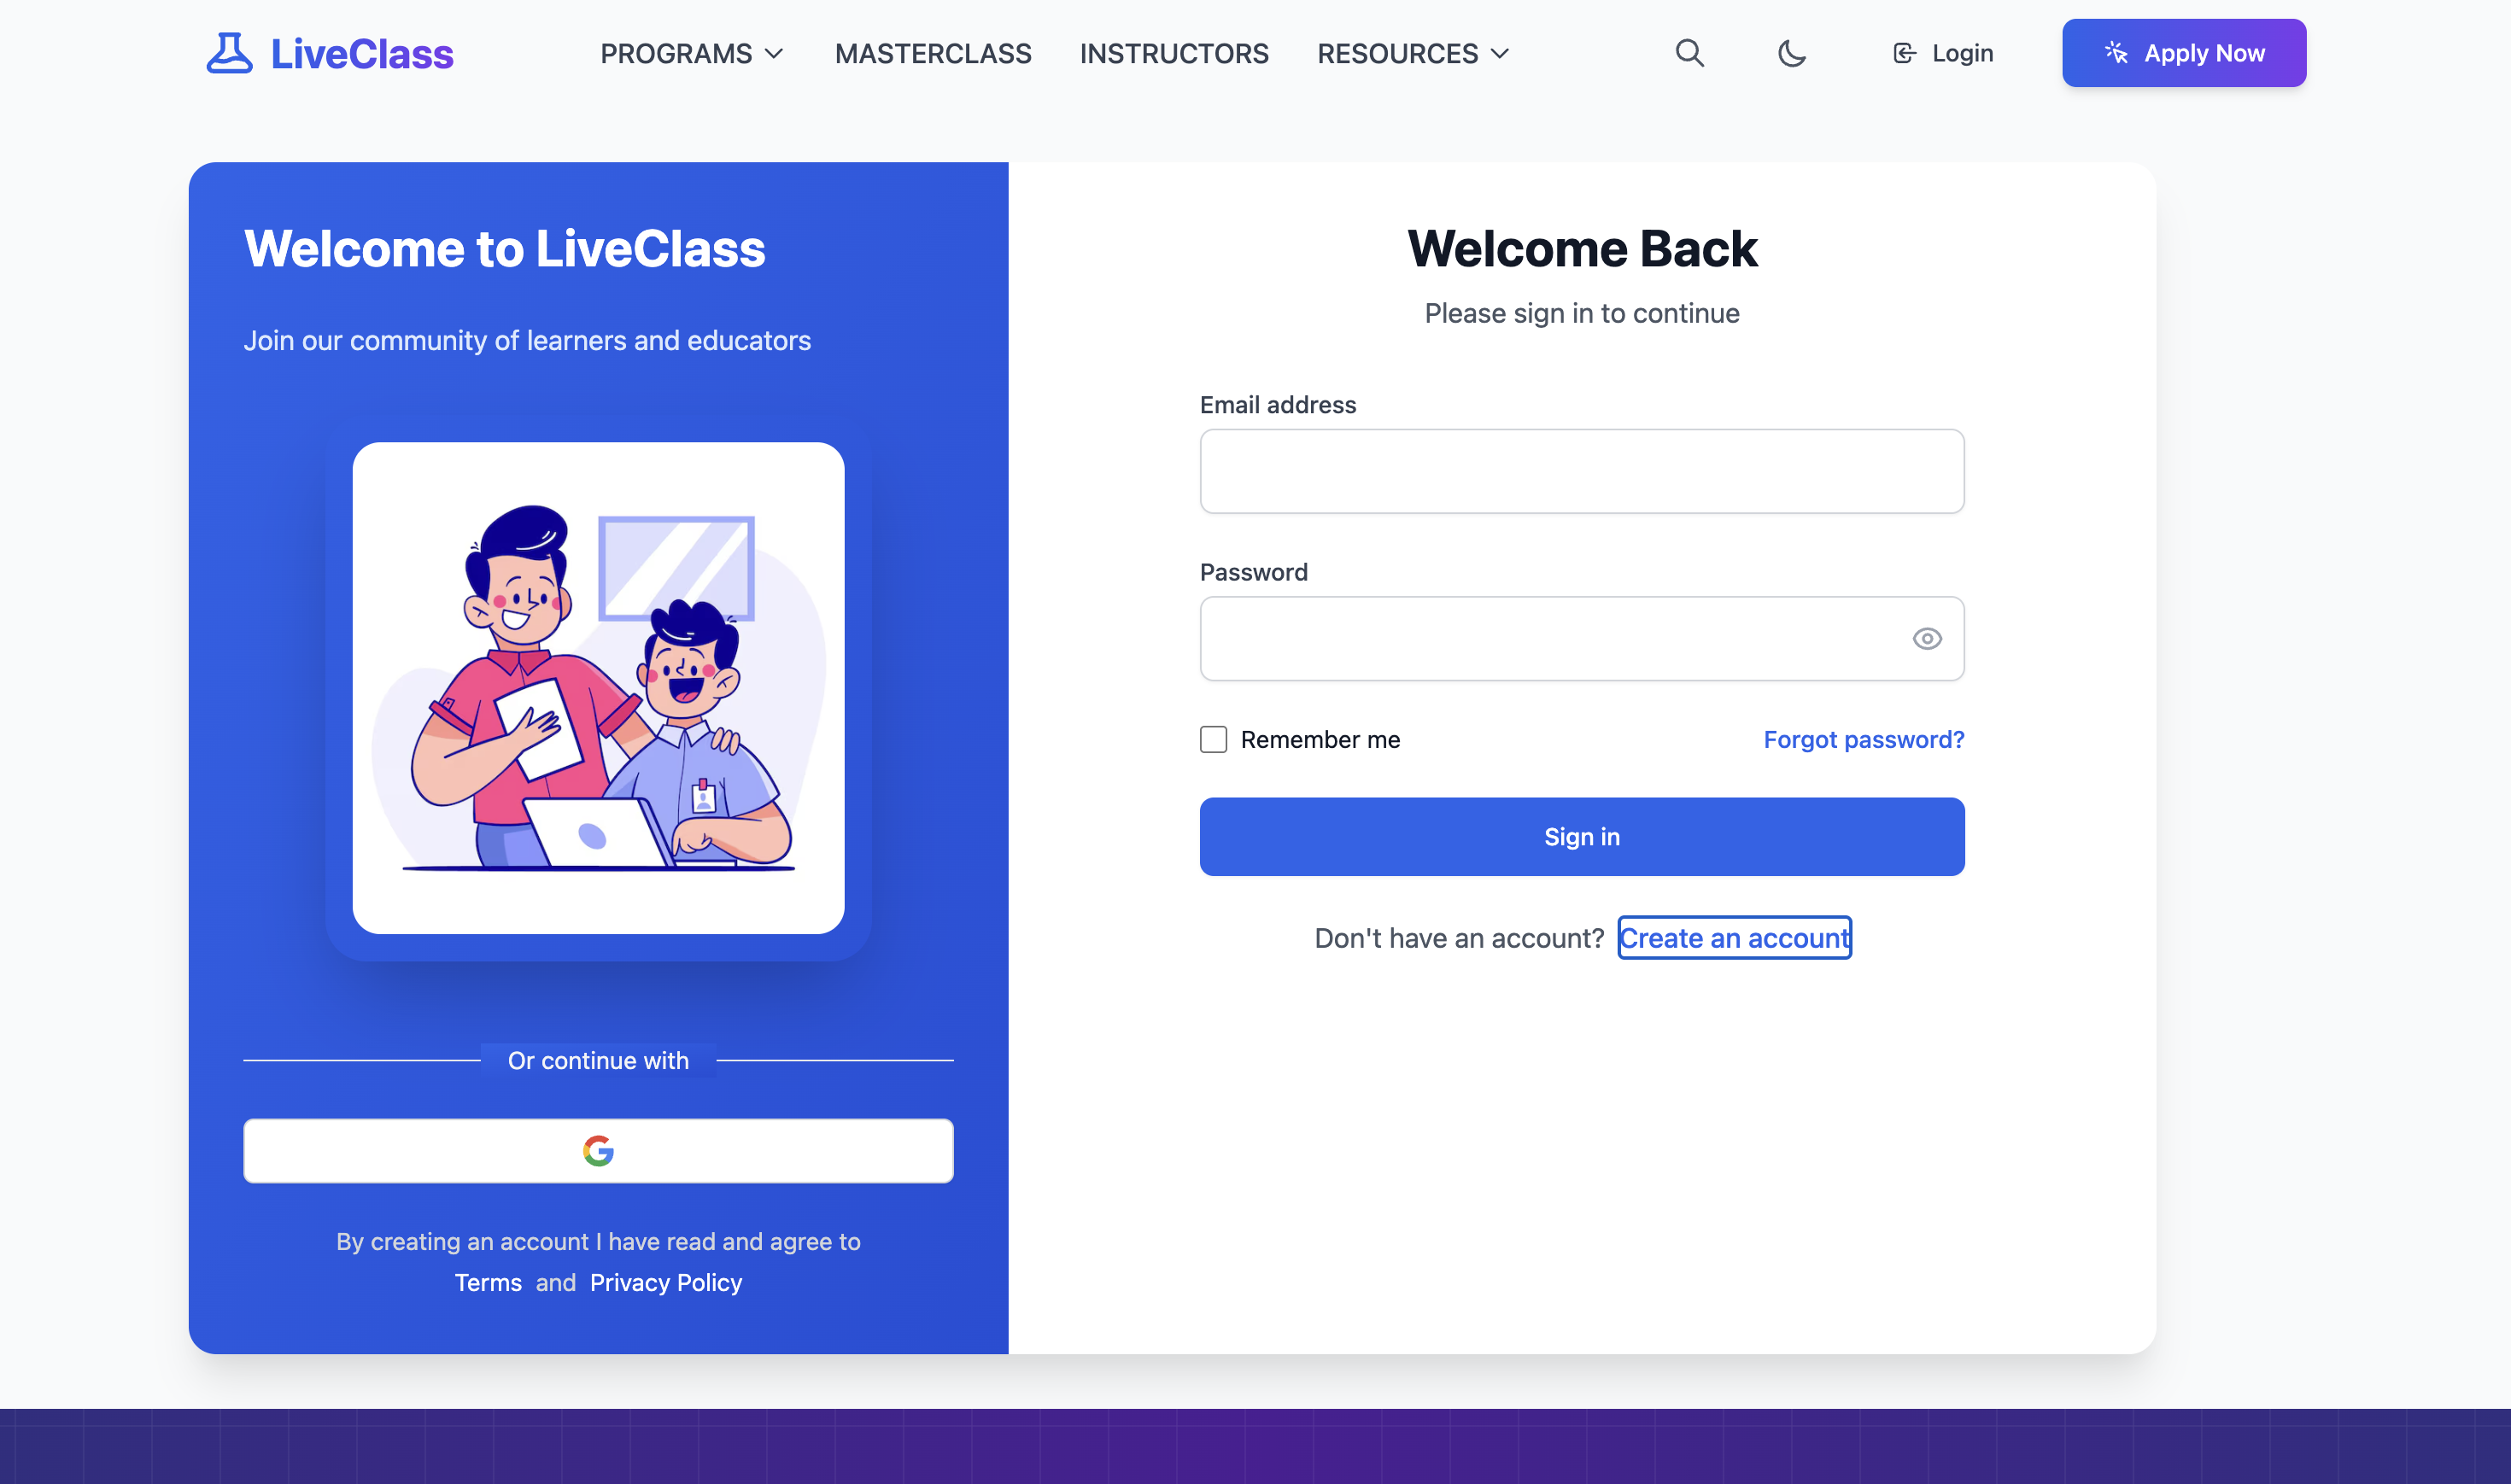 LiveClass
PROGRAMS
MASTERCLASS
INSTRUCTORS
RESOURCES
Login
Apply Now
Welcome to LiveClass
Join our community of learners and educators
Or continue with
By creating an account I have read and agree to
Terms and Privacy Policy
Welcome Back
Please sign in to continue
Email address
Password
Remember me
Forgot password?
Sign in
Don't have an account? Create an account